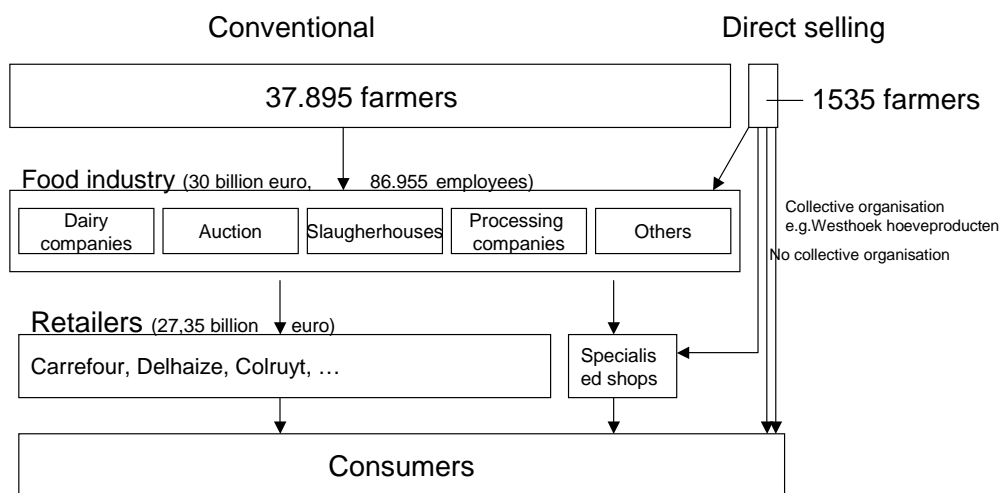 Conventional
Direct selling
37.895 farmers
1535 farmers
Food industry (30 billion euro, 86.955 employees)
Dairy
companies
Auction
Slaugherhouses
Processing
companies
Others
Collective organisation
e.g.Westhoek hoeveproducten
No collective organisation
Retailers (27,35 billion euro)
Carrefour, Delhaize, Colruyt, …
Specialis
ed shops
Consumers